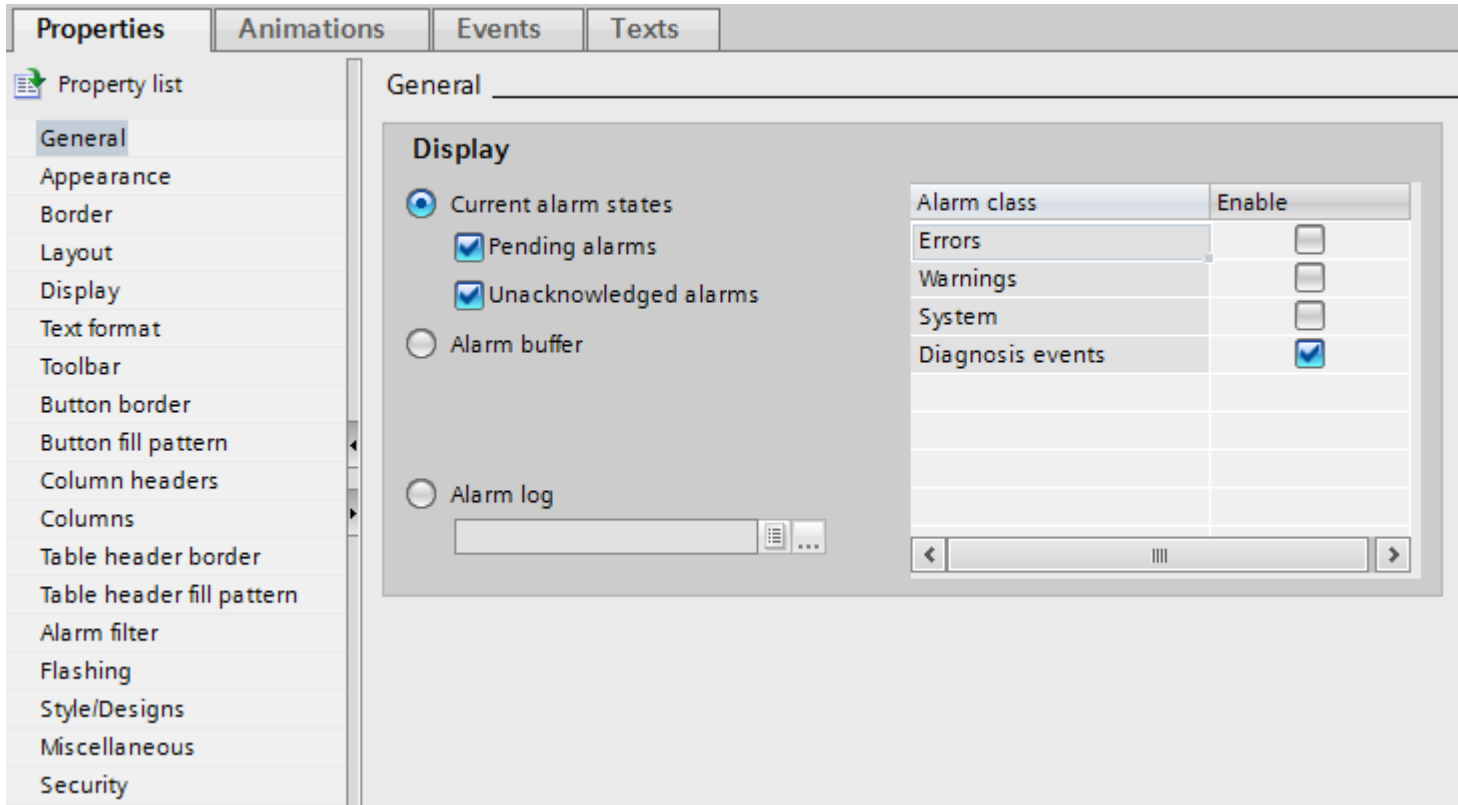 Properties
Animations
Events
Texts
Property list
General
Appearance
Border
Layout
Display
Text format
Toolbar
Button border
Button fill pattern
Column headers
Columns
Table header border
Table header fill pattern
Alarm filter
Flashing
Style/Designs
Miscellaneous
Security
General
Display
Current alarm states
Pending alarms
Unacknowledged alarms
Alarm buffer
Alarm log
...
Alarm class Enable
Errors
Warnings
System
Diagnosis events